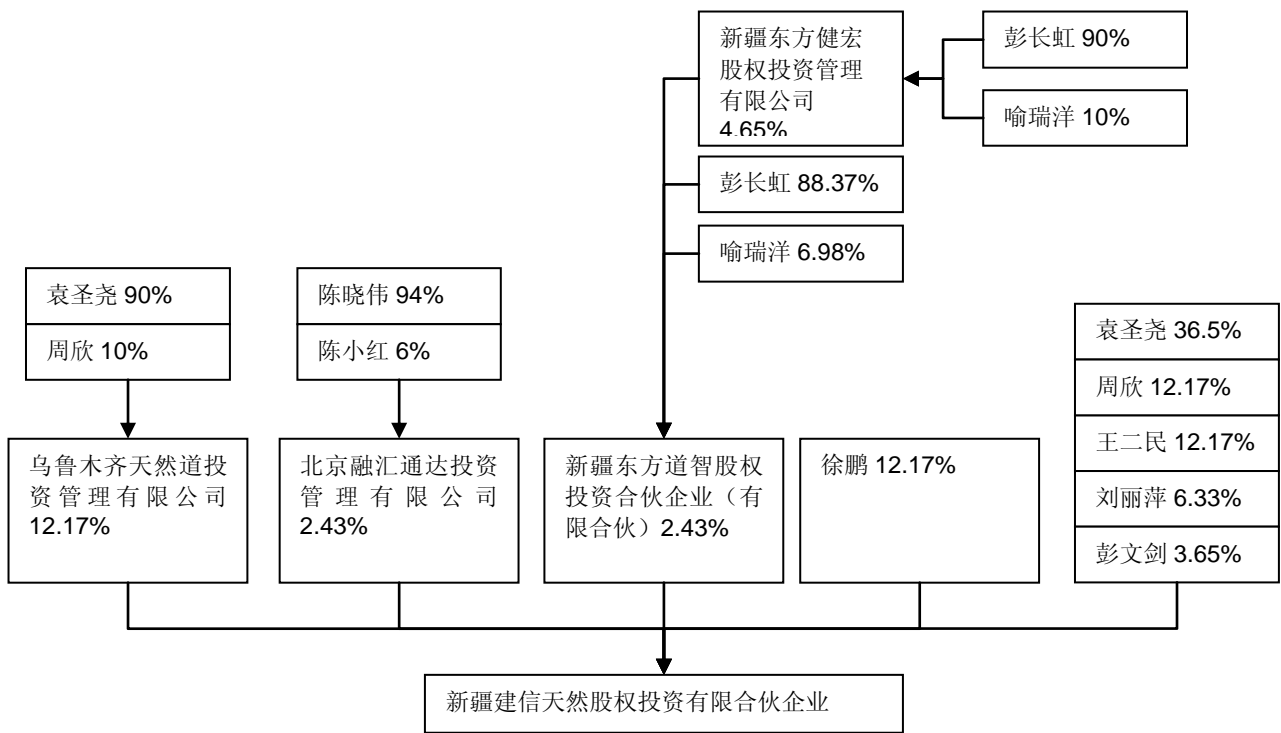 新疆东方健宏
股权投资管理
有限公司
4.65%
彭长虹 90%
喻瑞洋 10%
彭长虹 88.37%
喻瑞洋 6.98%
袁圣尧 90%
周欣 10%
陈晓伟 94%
陈小红 6%
袁圣尧 36.5%
周欣 12.17%
王二民 12.17%
刘丽萍 6.33%
彭文剑 3.65%
乌鲁木齐天然道投
资管理有限公司
12.17%
北京融汇通达投资
管理有限公司
2.43%
新疆东方道智股权
投资合伙企业（有
限合伙）2.43%
徐鹏 12.17%
新疆建信天然股权投资有限合伙企业